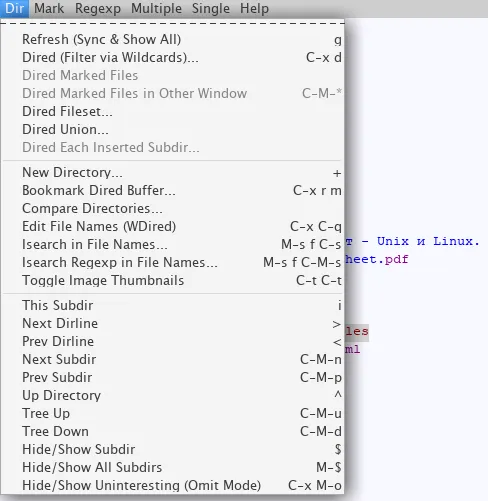 Dir Mark Regexp Multiple Single Help
Refresh (Sync & Show All) g
Dired (Filter via Wildcards)... C-x d
Dired Marked Files
Dired Marked Files in Other Window C-M-*
Dired Fileset...
Dired Union...
Dired Each Inserted Subdir...
New Directory... +
Bookmark Dired Buffer... C-x r m
Compare Directories...
Edit File Names (WDired) C-x C-q
т - Unix и Linux.
Isearch in File Names... M-s f C-s
heet.pdf
Isearch Regexp in File Names... M-s f C-M-s
Toggle Image Thumbnails C-t C-t
This Subdir i
Next Dirline >
les
Prev Dirline <
ml
Next Subdir C-M-n
Prev Subdir C-M-p
Up Directory ^
Tree Up C-M-u
Tree Down C-M-d
Hide/Show Subdir $
Hide/Show All Subdirs M-$
Hide/Show Uninteresting (Omit Mode) C-x M-o